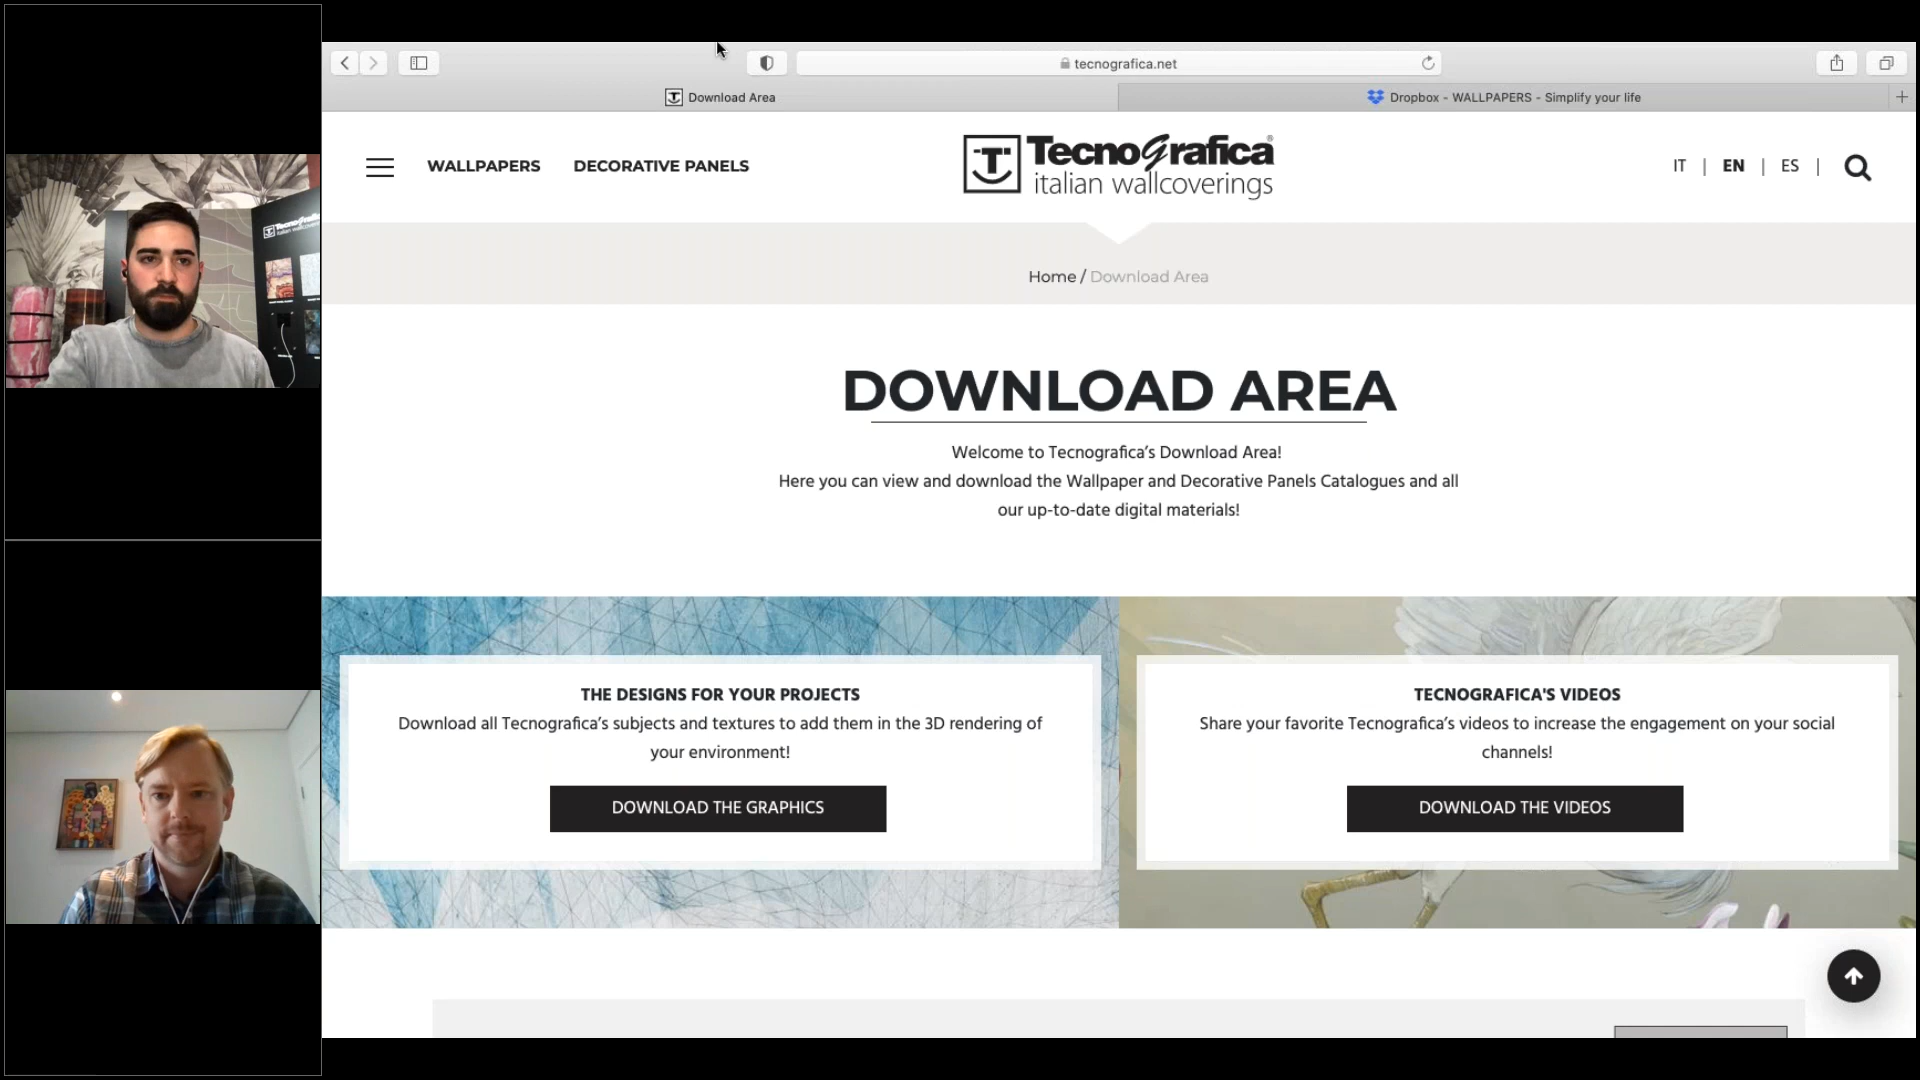 tecnografica.net
Download Area
Dropbox - WALLPAPERS - Simplify your life
WALLPAPERS
DECORATIVE PANELS
TecnoGrafica®
italian wallcoverings
IT | EN | ES |
Home / Download Area
DOWNLOAD AREA
Welcome to Tecnografica’s Download Area!
Here you can view and download the Wallpaper and Decorative Panels Catalogues and all
our up-to-date digital materials!
THE DESIGNS FOR YOUR PROJECTS
Download all Tecnografica’s subjects and textures to add them in the 3D rendering of
your environment!
DOWNLOAD THE GRAPHICS
TECNOGRAFICA'S VIDEOS
Share your favorite Tecnografica’s videos to increase the engagement on your social
channels!
DOWNLOAD THE VIDEOS